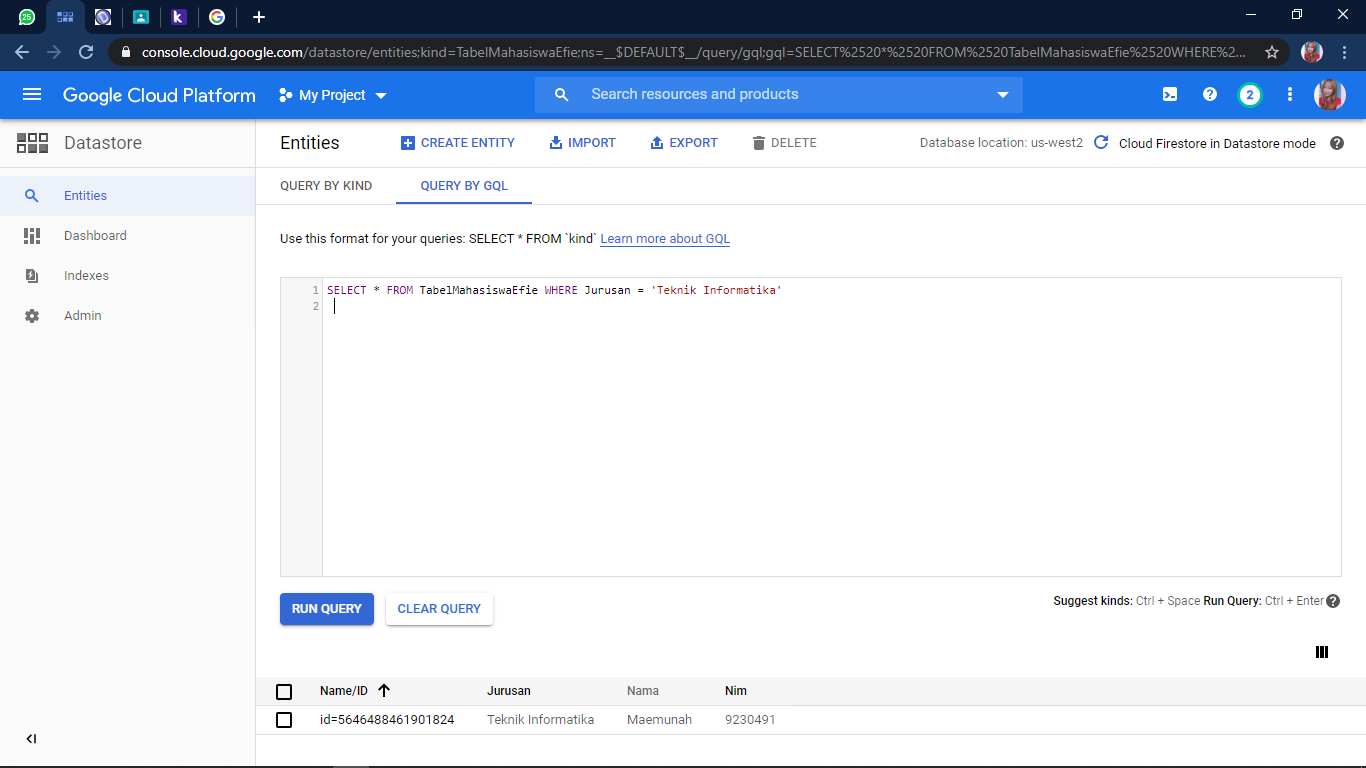 25
console.cloud.google.com/datastore/entities;kind=TabelMahasiswaEfie;ns=__$DEFAULT$__/query/gql;gql=SELECT%2520*%2520FROM%2520TabelMahasiswaEfie%2520WHERE%2...
Google Cloud Platform My Project Search resources and products 2
Datastore
Entities CREATE ENTITY IMPORT EXPORT DELETE Database location: us-west2 Cloud Firestore in Datastore mode
Entities
Dashboard
Indexes
Admin
QUERY BY KIND QUERY BY GQL
Use this format for your queries: SELECT * FROM `kind` Learn more about GQL
1 SELECT * FROM TabelMahasiswaEfie WHERE Jurusan = 'Teknik Informatika'
2
RUN QUERY CLEAR QUERY Suggest kinds: Ctrl + Space Run Query: Ctrl + Enter
Name/ID Jurusan Nama Nim
id=5646488461901824 Teknik Informatika Maemunah 9230491